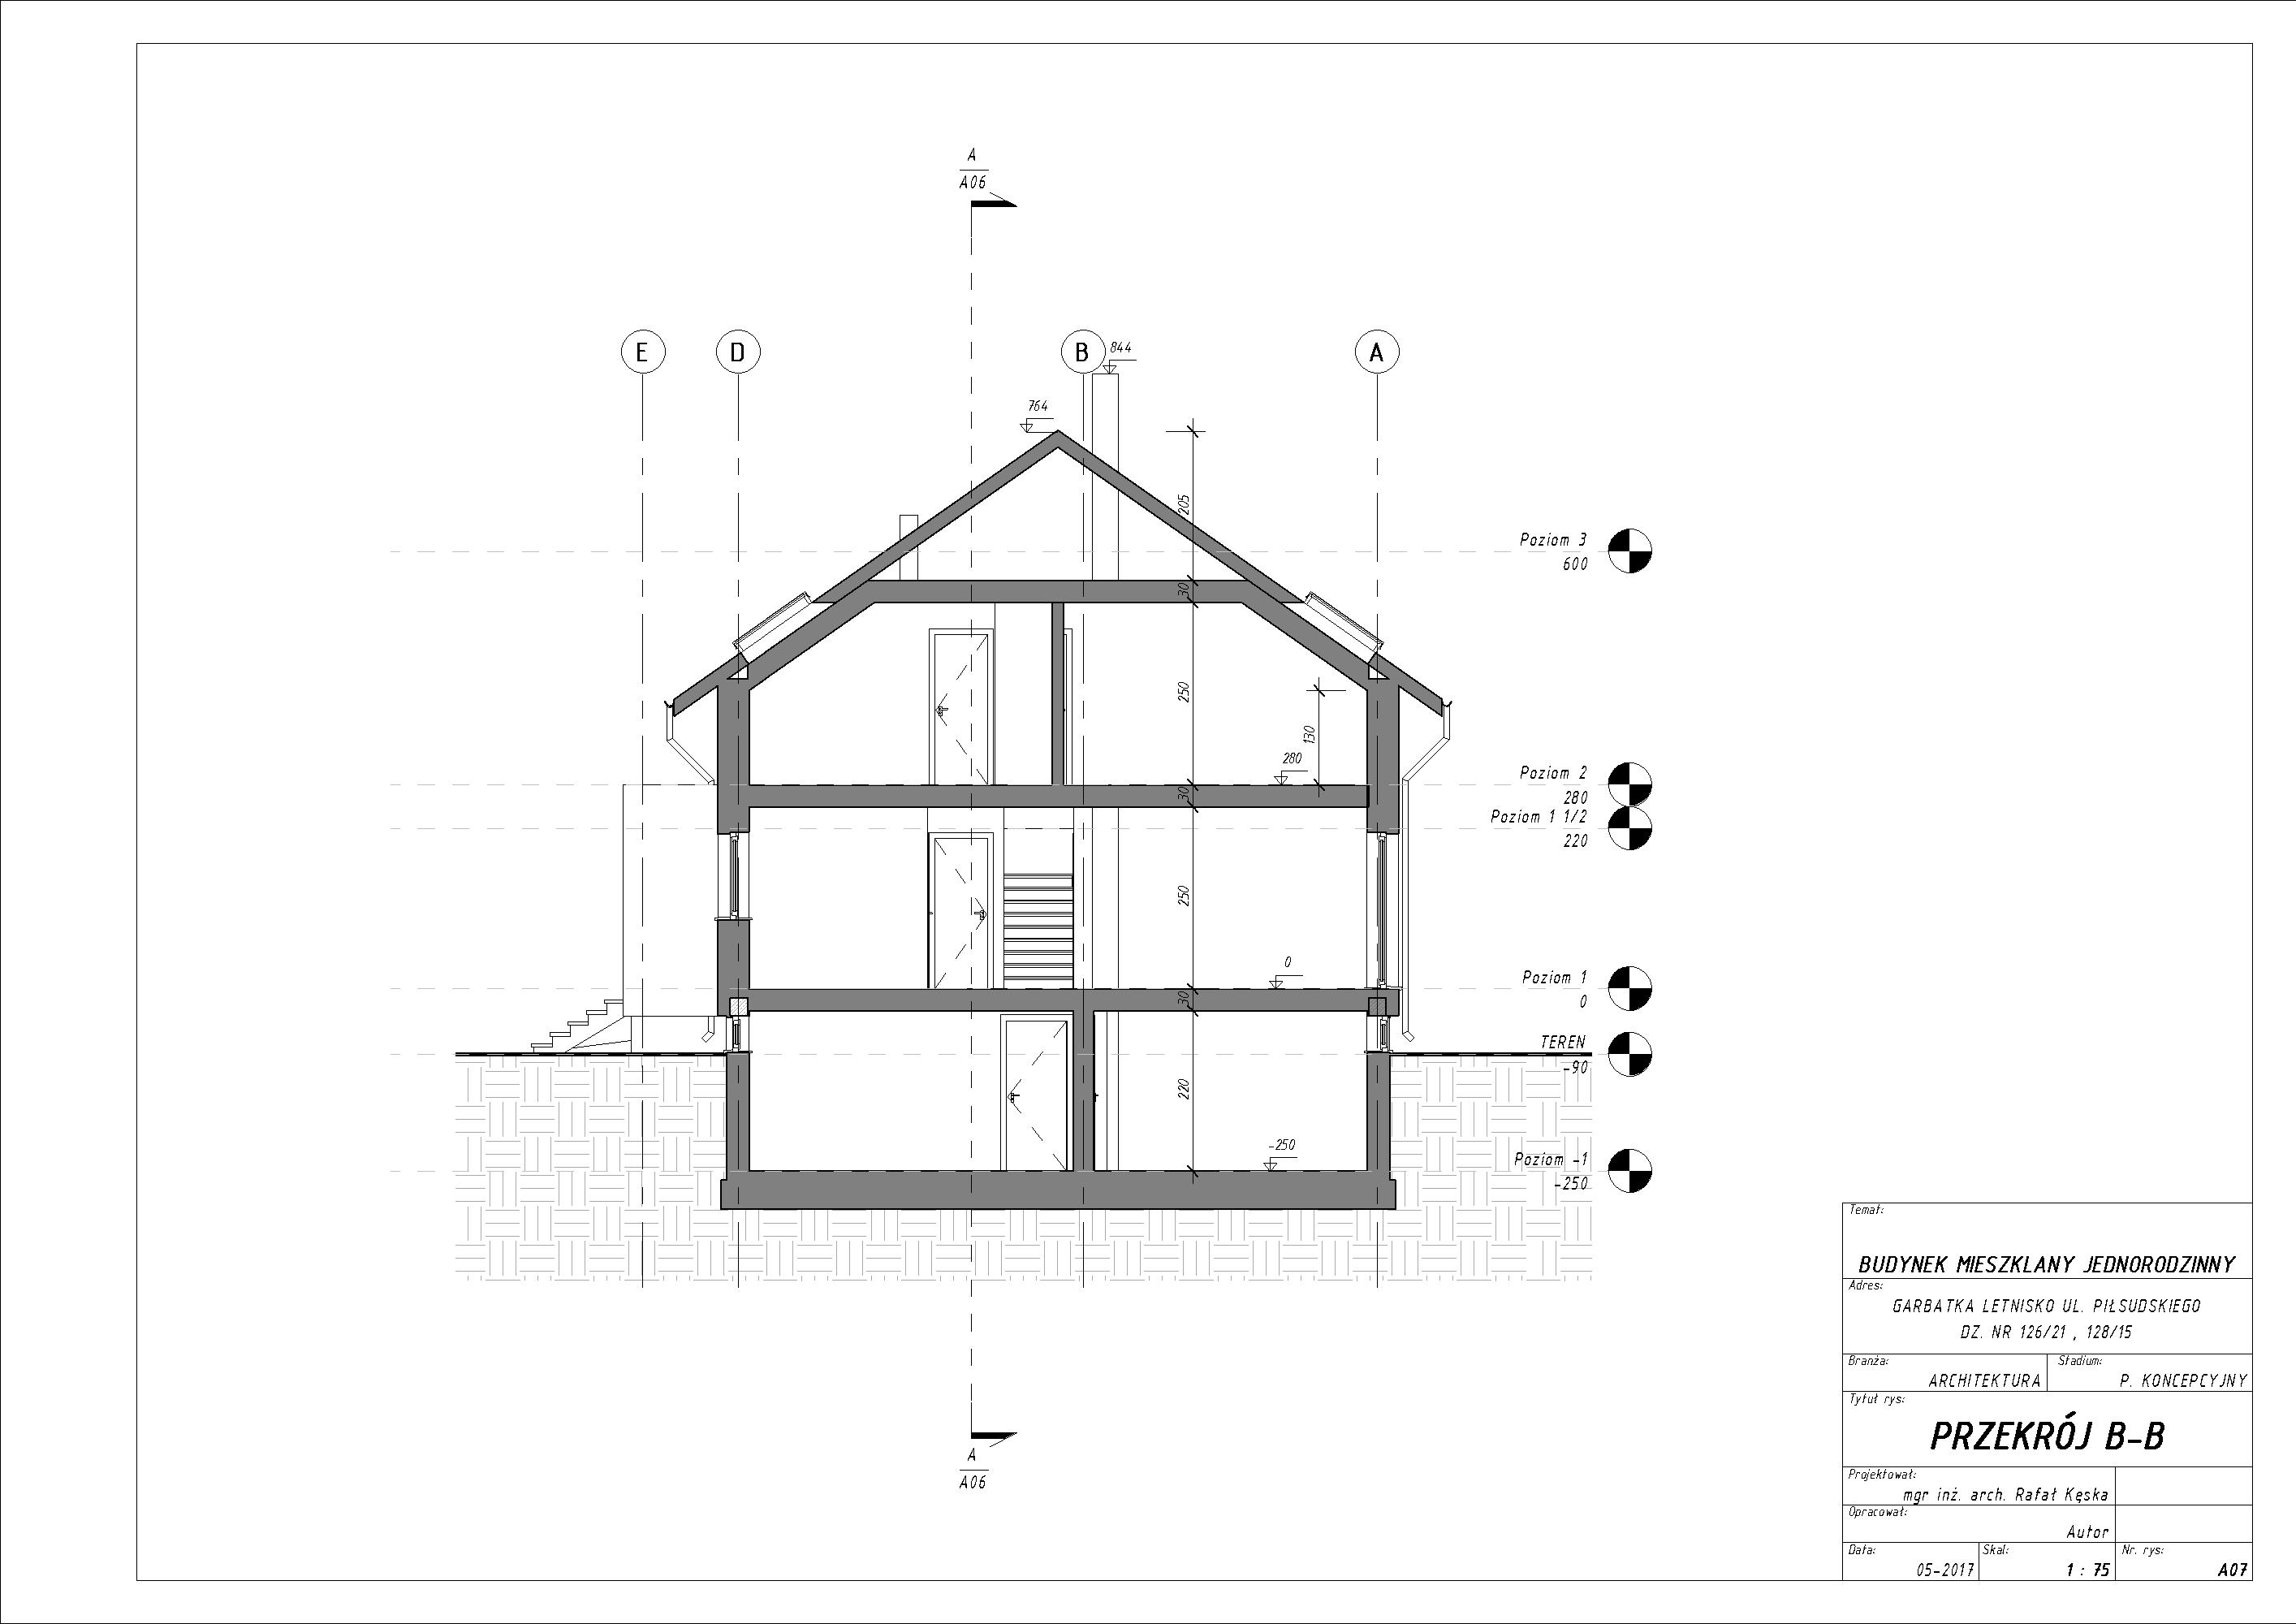 A
A06
E
D
B
A
844
764
205
Poziom 3
600
30
250
130
280
Poziom 2
280
30
Poziom 1 1/2
220
250
0
Poziom 1
0
30
TEREN
-90
220
-250
Poziom -1
-250
A
A06
Temat:
BUDYNEK MIESZKLANY JEDNORODZINNY
Adres:
GARBATKA LETNISKO UL. PIŁSUDSKIEGO
DZ. NR 126/21 , 128/15
Branża:
ARCHITEKTURA
Stadium:
P. KONCEPCYJNY
Tytuł rys:
PRZEKRÓJ B-B
Projektował:
mgr inż. arch. Rafał Kęska
Opracował:
Autor
Data:
05-2017
Skal:
1 : 75
Nr. rys:
A07